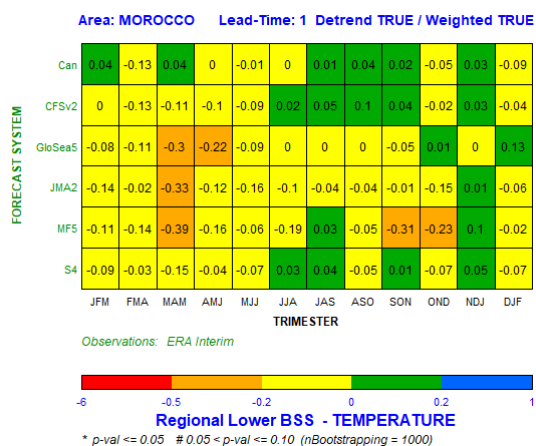 Area: MOROCCO Lead-Time: 1 Detrend TRUE / Weighted TRUE
FORECAST SYSTEM
Can 0.04 -0.13 0.04 0 -0.01 0 0.01 0.04 0.02 -0.05 0.03 -0.09
CFSv2 0 -0.13 -0.11 -0.1 -0.09 0.02 0.05 0.1 0.04 -0.02 0.03 -0.04
GloSea5 -0.08 -0.11 -0.3 -0.22 -0.09 0 0 0 -0.05 0.01 0 0.13
JMA2 -0.14 -0.02 -0.33 -0.12 -0.16 -0.1 -0.04 -0.04 -0.01 -0.15 0.01 -0.06
MF5 -0.11 -0.14 -0.39 -0.16 -0.06 -0.19 0.03 -0.05 -0.31 -0.23 0.1 -0.02
S4 -0.09 -0.03 -0.15 -0.04 -0.07 0.03 0.04 -0.05 0.01 -0.07 0.05 -0.07
JFM FMA MAM AMJ MJJ JJA JAS ASO SON OND NDJ DJF
TRIMESTER
Observations: ERA Interim
-6 -0.5 -0.2 0 0.2 1
Regional Lower BSS - TEMPERATURE
* p-val <= 0.05 # 0.05 < p-val <= 0.10 (nBootstrapping = 1000)